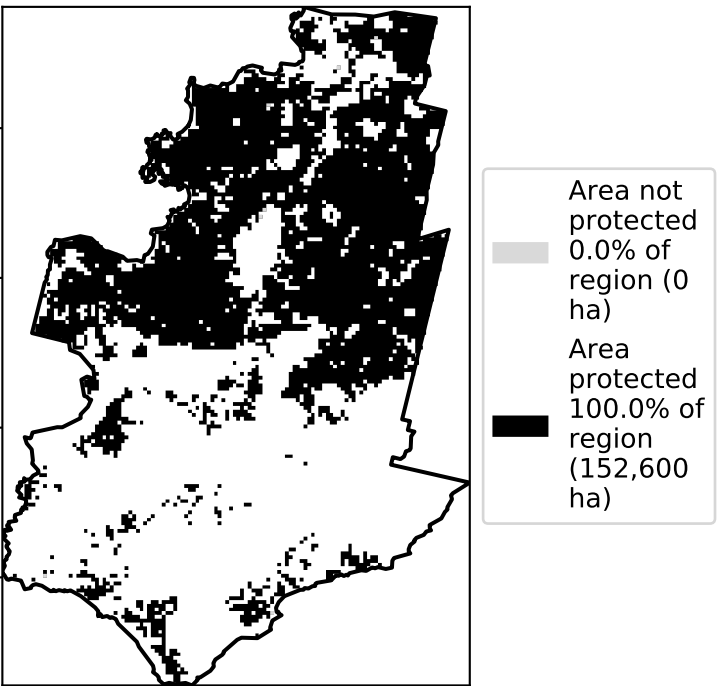 Area not
protected
0.0% of
region (0
ha)
Area
protected
100.0% of
region
(152,600
ha)